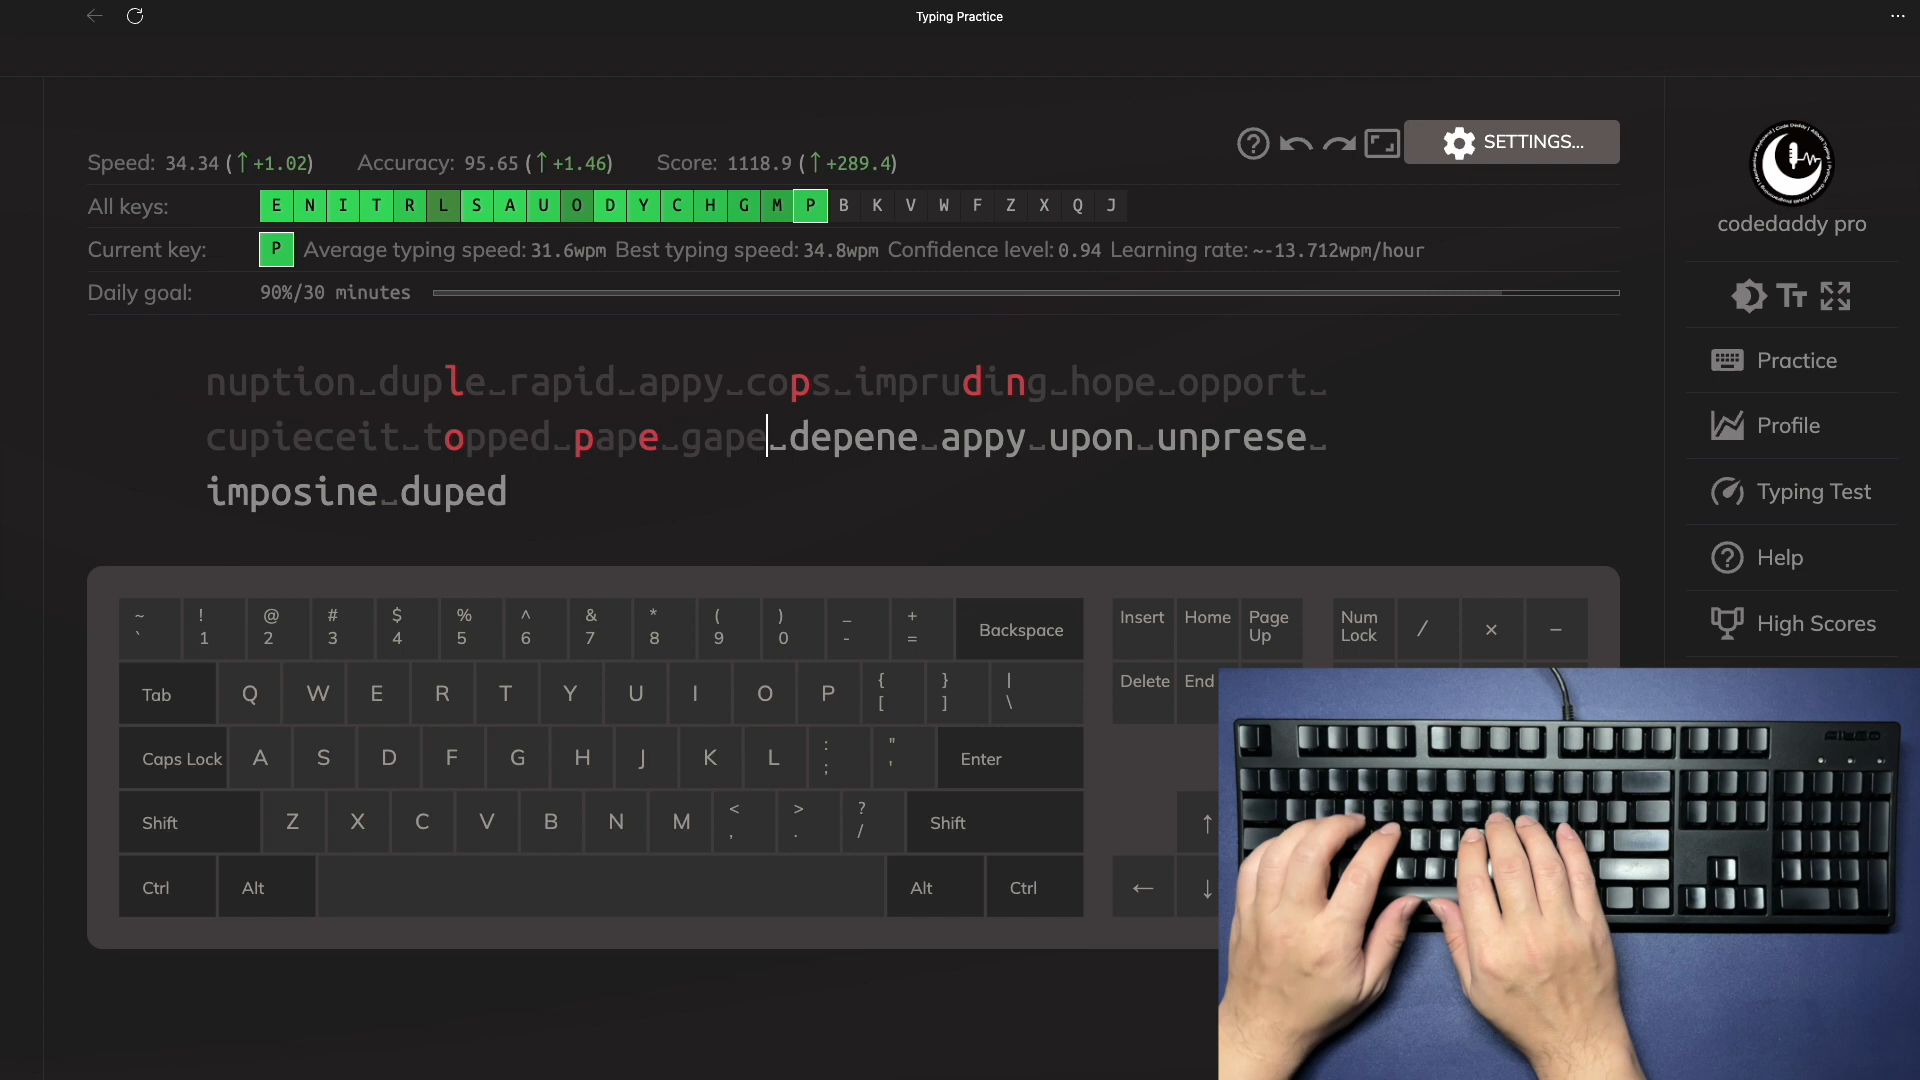 Typing Practice
SETTINGS...
Speed: 34.34 (↑+1.02) Accuracy: 95.65 (↑+1.46) Score: 1118.9 (↑+289.4)
All keys: E N I T R L S A U O D Y C H G M P B K V W F Z X Q J
Current key: P Average typing speed: 31.6wpm Best typing speed: 34.8wpm Confidence level: 0.94 Learning rate: ~-13.712wpm/hour
Daily goal: 90%/30 minutes
nuption duple rapid appy cops impruding hope opport
cupieceit topped pape gape depene appy upon unprese
imposine duped
~ ! @ # $ % ^ & * ( ) _ +
` 1 2 3 4 5 6 7 8 9 0 - = Backspace
Tab Q W E R T Y U I O P { } |
[ ] \
Caps Lock A S D F G H J K L : " Enter
; '
Shift Z X C V B N M < > ? Shift
, . /
Ctrl Alt Alt Ctrl
Insert Home Page Up
Delete End
↑
← ↓
Num Lock / × −
codedaddy pro
Practice
Profile
Typing Test
Help
High Scores